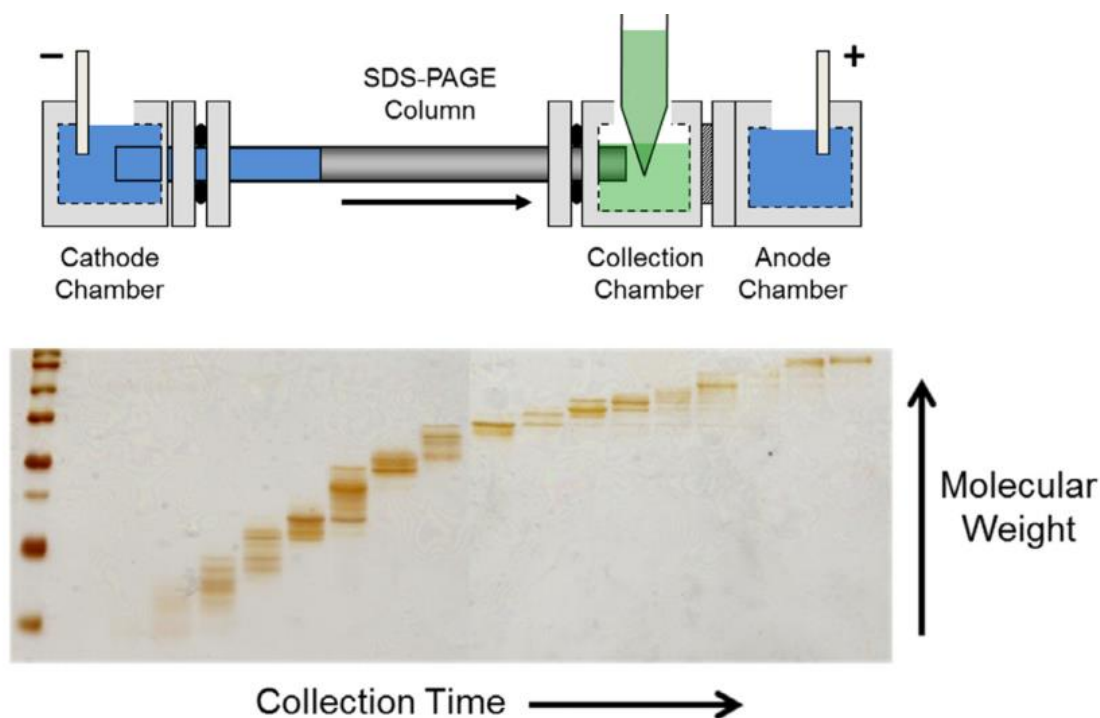 −
+
SDS-PAGE
Column
Cathode
Chamber
Collection
Chamber
Anode
Chamber
Molecular
Weight
Collection Time